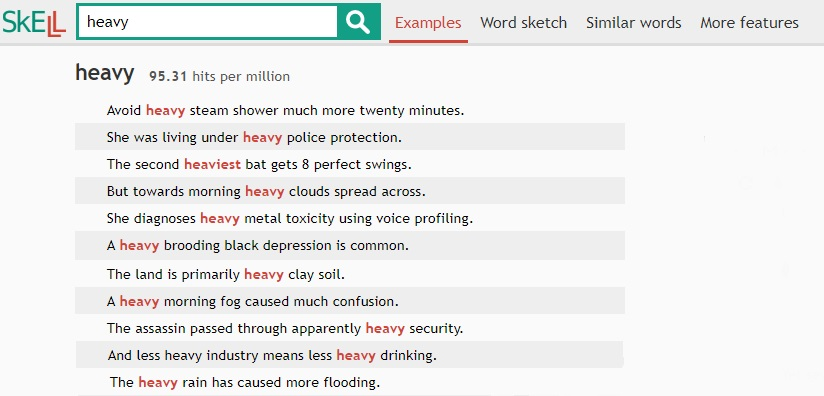 SkELL heavy Examples Word sketch Similar words More features
heavy 95.31 hits per million
Avoid heavy steam shower much more twenty minutes.
She was living under heavy police protection.
The second heaviest bat gets 8 perfect swings.
But towards morning heavy clouds spread across.
She diagnoses heavy metal toxicity using voice profiling.
A heavy brooding black depression is common.
The land is primarily heavy clay soil.
A heavy morning fog caused much confusion.
The assassin passed through apparently heavy security.
And less heavy industry means less heavy drinking.
The heavy rain has caused more flooding.